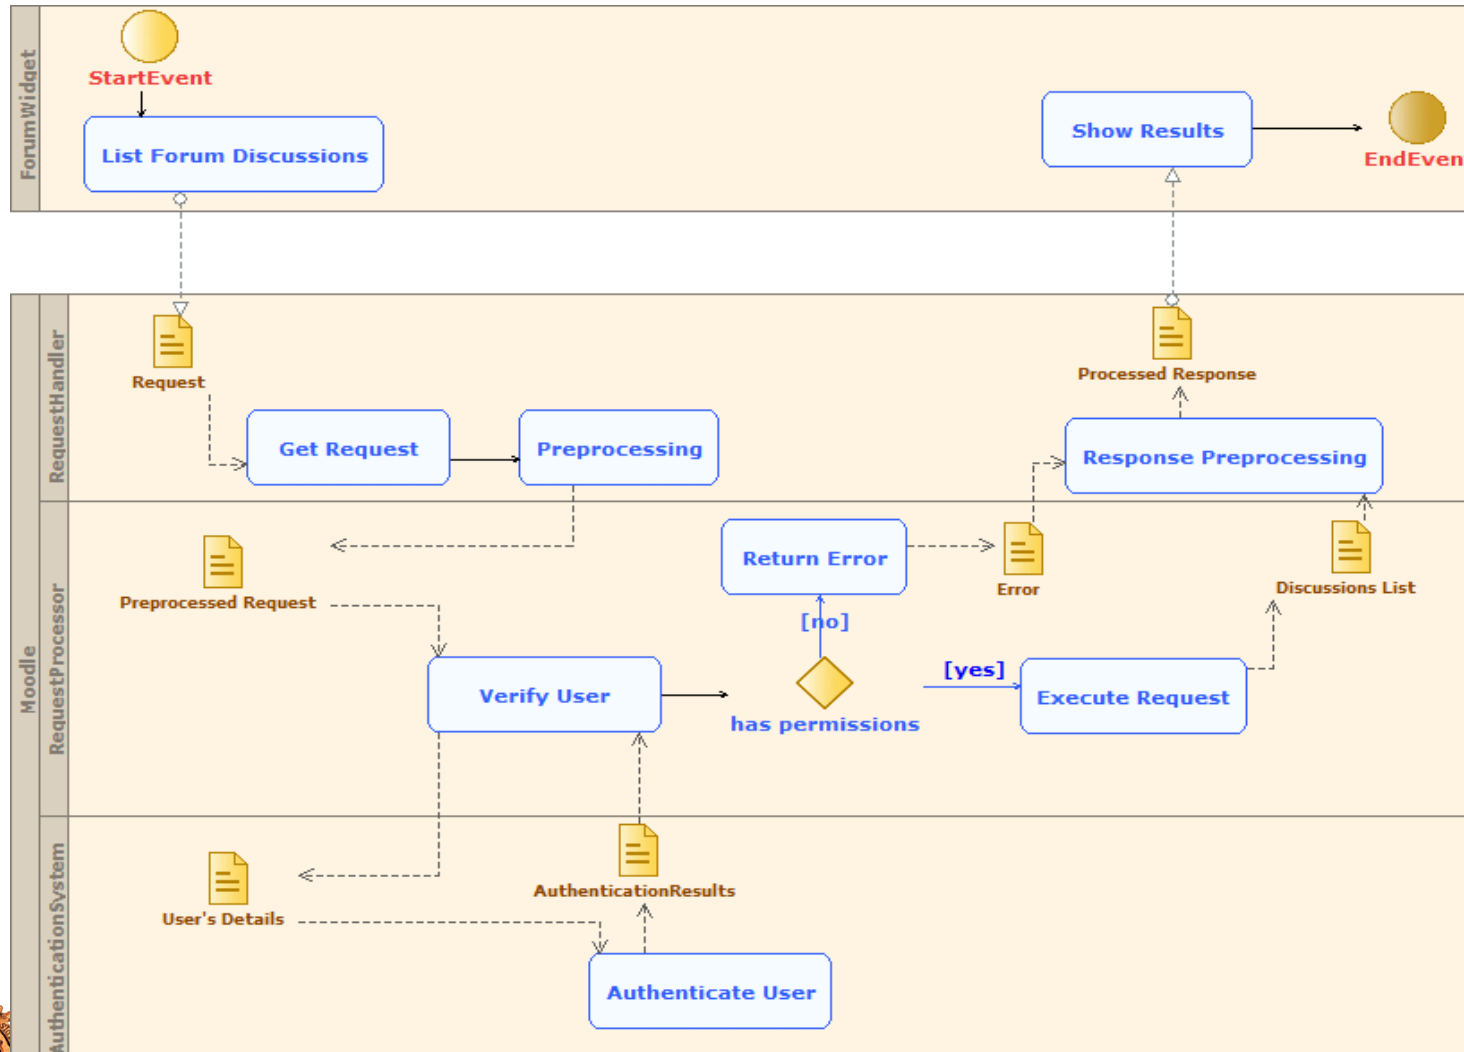 ForumWidget
StartEvent
List Forum Discussions
Show Results
EndEven
Moodle
RequestHandler
Request
Get Request
Preprocessing
Processed Response
Response Preprocessing
RequestProcessor
Preprocessed Request
Verify User
Return Error
[no]
has permissions
[yes]
Error
Execute Request
Discussions List
AuthenticationSystem
User's Details
AuthenticationResults
Authenticate User